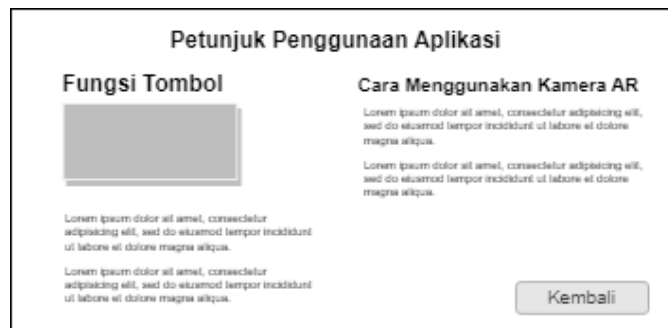 Petunjuk Penggunaan Aplikasi
Fungsi Tombol
Lorem ipsum dolor sit amet, consectetur
adipisicing elit, sed do eiusmod tempor incididunt
ut labore et dolore magna aliqua.
Lorem ipsum dolor sit amet, consectetur
adipisicing elit, sed do eiusmod tempor incididunt
ut labore et dolore magna aliqua.
Cara Menggunakan Kamera AR
Lorem ipsum dolor sit amet, consectetur adipisicing elit,
sed do eiusmod tempor incididunt ut labore et dolore
magna aliqua.
Lorem ipsum dolor sit amet, consectetur adipisicing elit,
sed do eiusmod tempor incididunt ut labore et dolore
magna aliqua.
Kembali